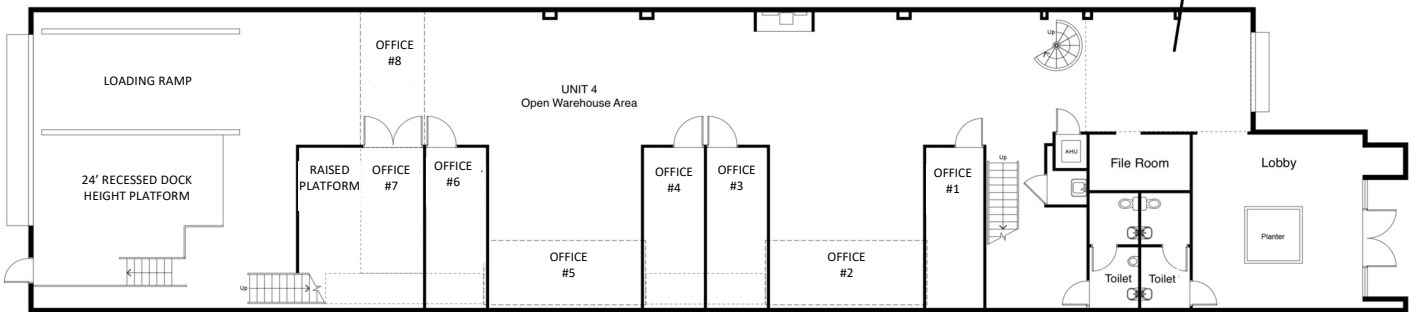 OFFICE
#8
LOADING RAMP
UNIT 4
Open Warehouse Area
Up
24' RECESSED DOCK
HEIGHT PLATFORM
RAISED
PLATFORM
OFFICE
#7
OFFICE
#6
OFFICE
#4
OFFICE
#3
OFFICE
#1
Up
AHU
File Room
Lobby
OFFICE
#5
OFFICE
#2
Planter
Up
Toilet
Toilet